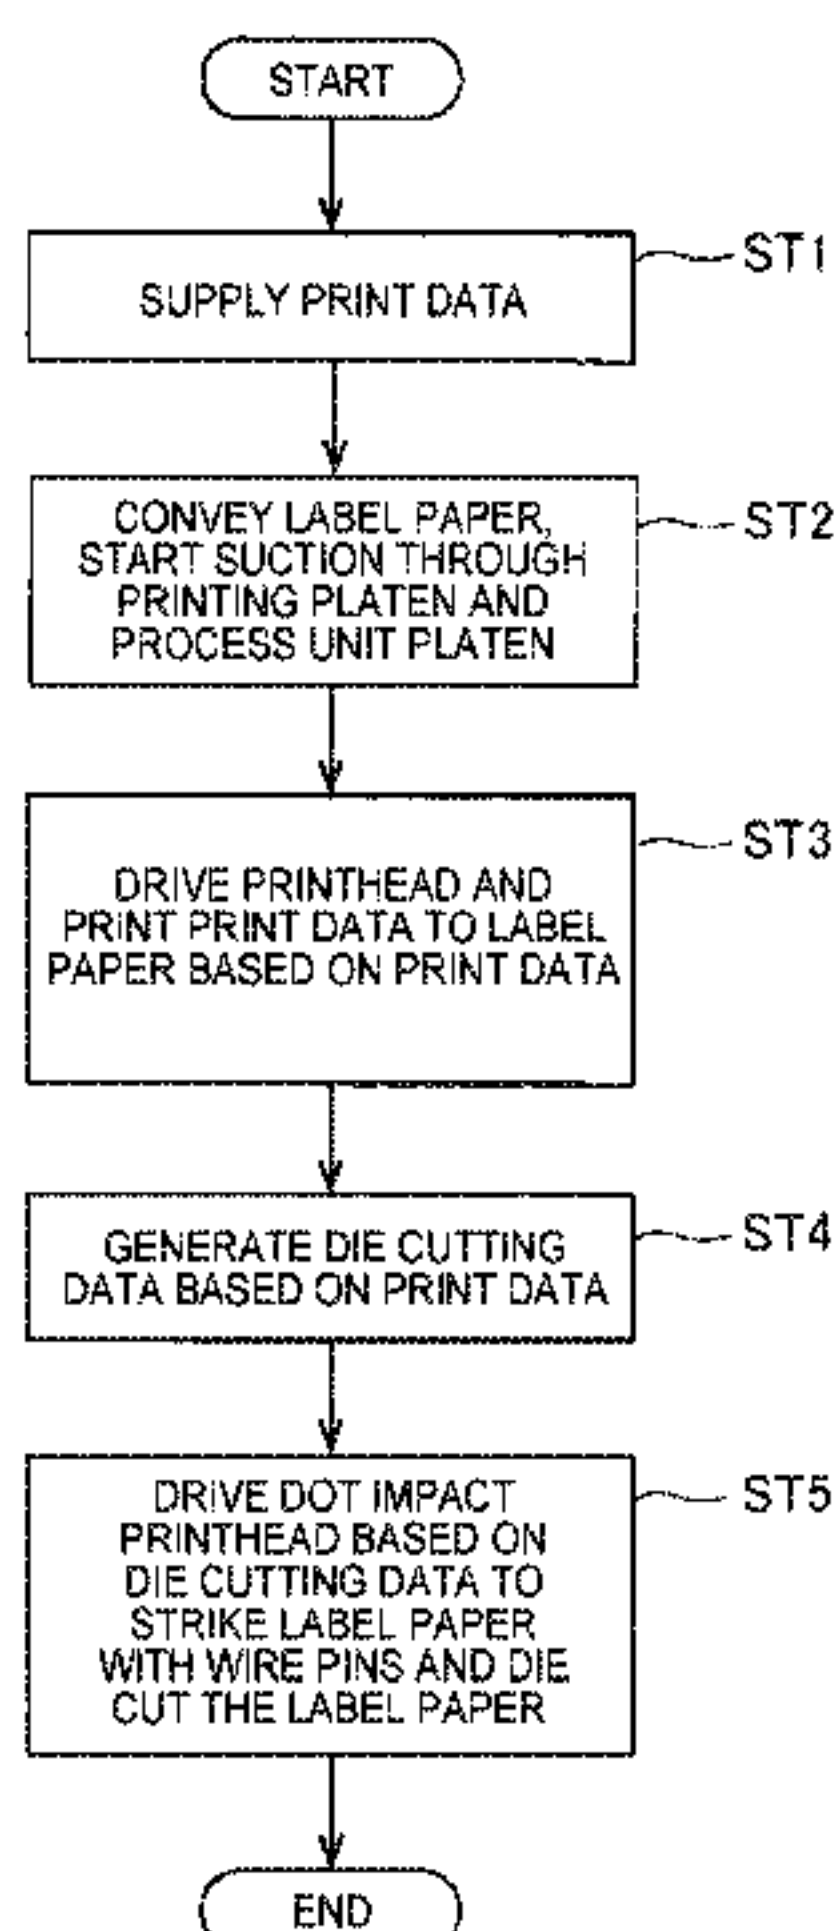 START
ST1
SUPPLY PRINT DATA
ST2
CONVEY LABEL PAPER,
START SUCTION THROUGH
PRINTING PLATEN AND
PROCESS UNIT PLATEN
ST3
DRIVE PRINTHEAD AND
PRINT PRINT DATA TO LABEL
PAPER BASED ON PRINT DATA
ST4
GENERATE DIE CUTTING
DATA BASED ON PRINT DATA
ST5
DRIVE DOT IMPACT
PRINTHEAD BASED ON
DIE CUTTING DATA TO
STRIKE LABEL PAPER
WITH WIRE PINS AND DIE
CUT THE LABEL PAPER
END